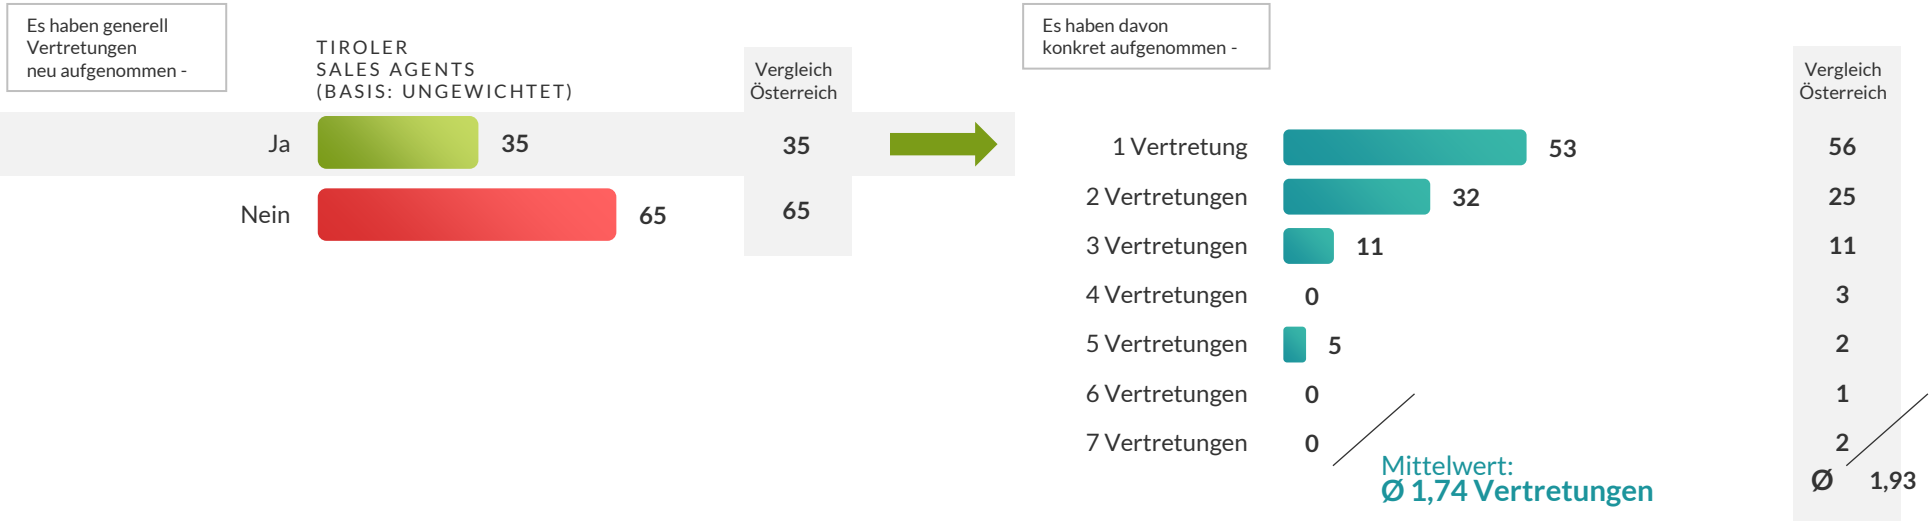 Es haben generell
Vertretungen
neu aufgenommen -
TIROLER
SALES AGENTS
(BASIS: UNGEWICHTET)
Vergleich
Österreich
Ja 35 35
Nein 65 65
Es haben davon
konkret aufgenommen -
Vergleich
Österreich
1 Vertretung 53 56
2 Vertretungen 32 25
3 Vertretungen 11 11
4 Vertretungen 0 3
5 Vertretungen 5 2
6 Vertretungen 0 1
7 Vertretungen 0 2
Mittelwert:
Ø 1,74 Vertretungen
Ø 1,93